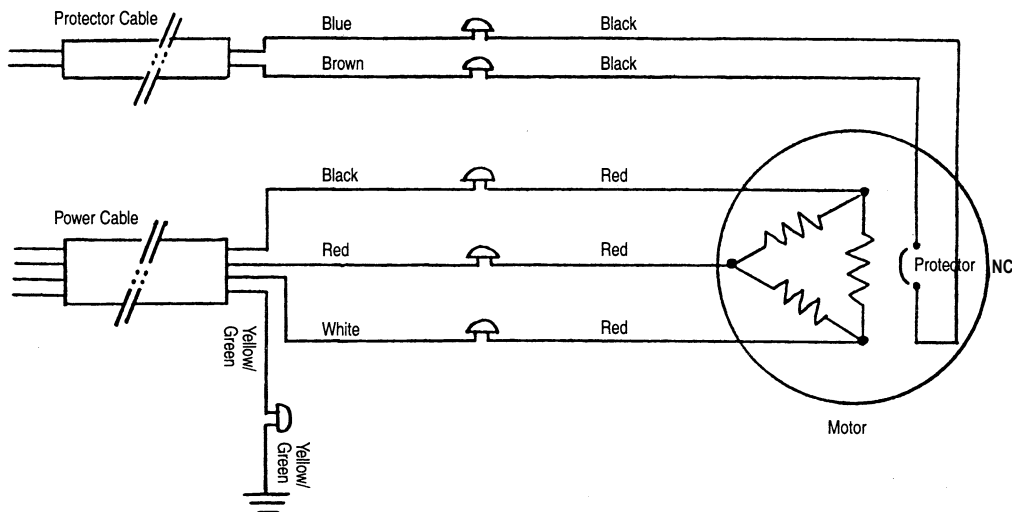 Protector Cable
Blue
Black
Brown
Black
Black
Red
Power Cable
Red
Red
Protector
NC
White
Red
Yellow/
Green
Motor
Yellow/
Green